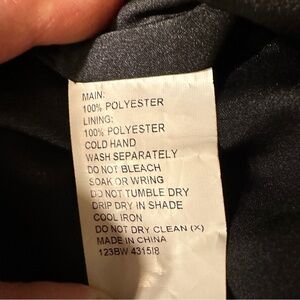 MAIN:
100% POLYESTER
LINING:
100% POLYESTER
COLD HAND
WASH SEPARATELY
DO NOT BLEACH
SOAK OR WRING
DO NOT TUMBLE DRY
DRIP DRY IN SHADE
COOL IRON
DO NOT DRY CLEAN (X)
MADE IN CHINA
123BW 4315I8